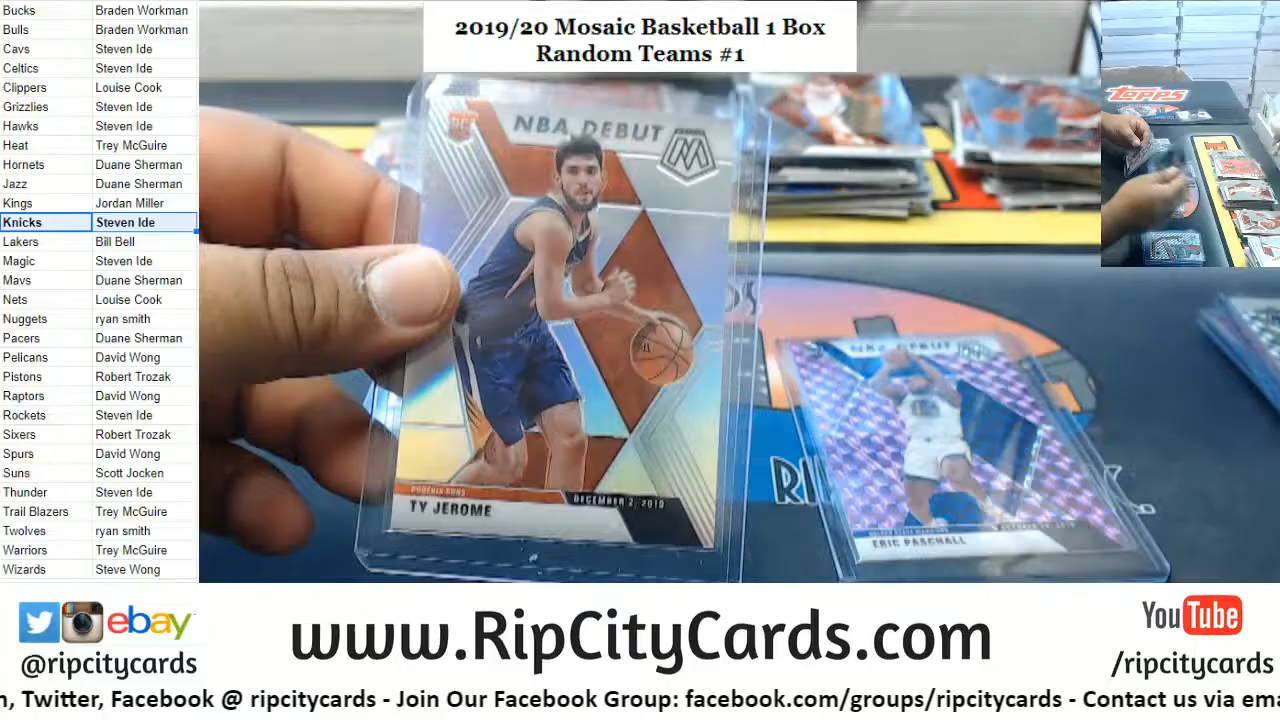 Bucks Braden Workman
Bulls Braden Workman
Cavs Steven Ide
Celtics Steven Ide
Clippers Louise Cook
Grizzlies Steven Ide
Hawks Steven Ide
Heat Trey McGuire
Hornets Duane Sherman
Jazz Duane Sherman
Kings Jordan Miller
Knicks Steven Ide
Lakers Bill Bell
Magic Steven Ide
Mavs Duane Sherman
Nets Louise Cook
Nuggets ryan smith
Pacers Duane Sherman
Pelicans David Wong
Pistons Robert Trozak
Raptors David Wong
Rockets Steven Ide
Sixers Robert Trozak
Spurs David Wong
Suns Scott Jocken
Thunder Steven Ide
Trail Blazers Trey McGuire
Twolves ryan smith
Warriors Trey McGuire
Wizards Steve Wong
2019/20 Mosaic Basketball 1 Box
Random Teams #1
Topps
RC
NBA DEBUT
PHOENIX SUNS
DECEMBER 2, 2019
TY JEROME
NBA DEBUT
GOLDEN STATE WARRIORS
ERIC PASCHALL
ebay
@ripcitycards
www.RipCityCards.com
YouTube
/ripcitycards
, Twitter, Facebook @ ripcitycards - Join Our Facebook Group: facebook.com/groups/ripcitycards - Contact us via